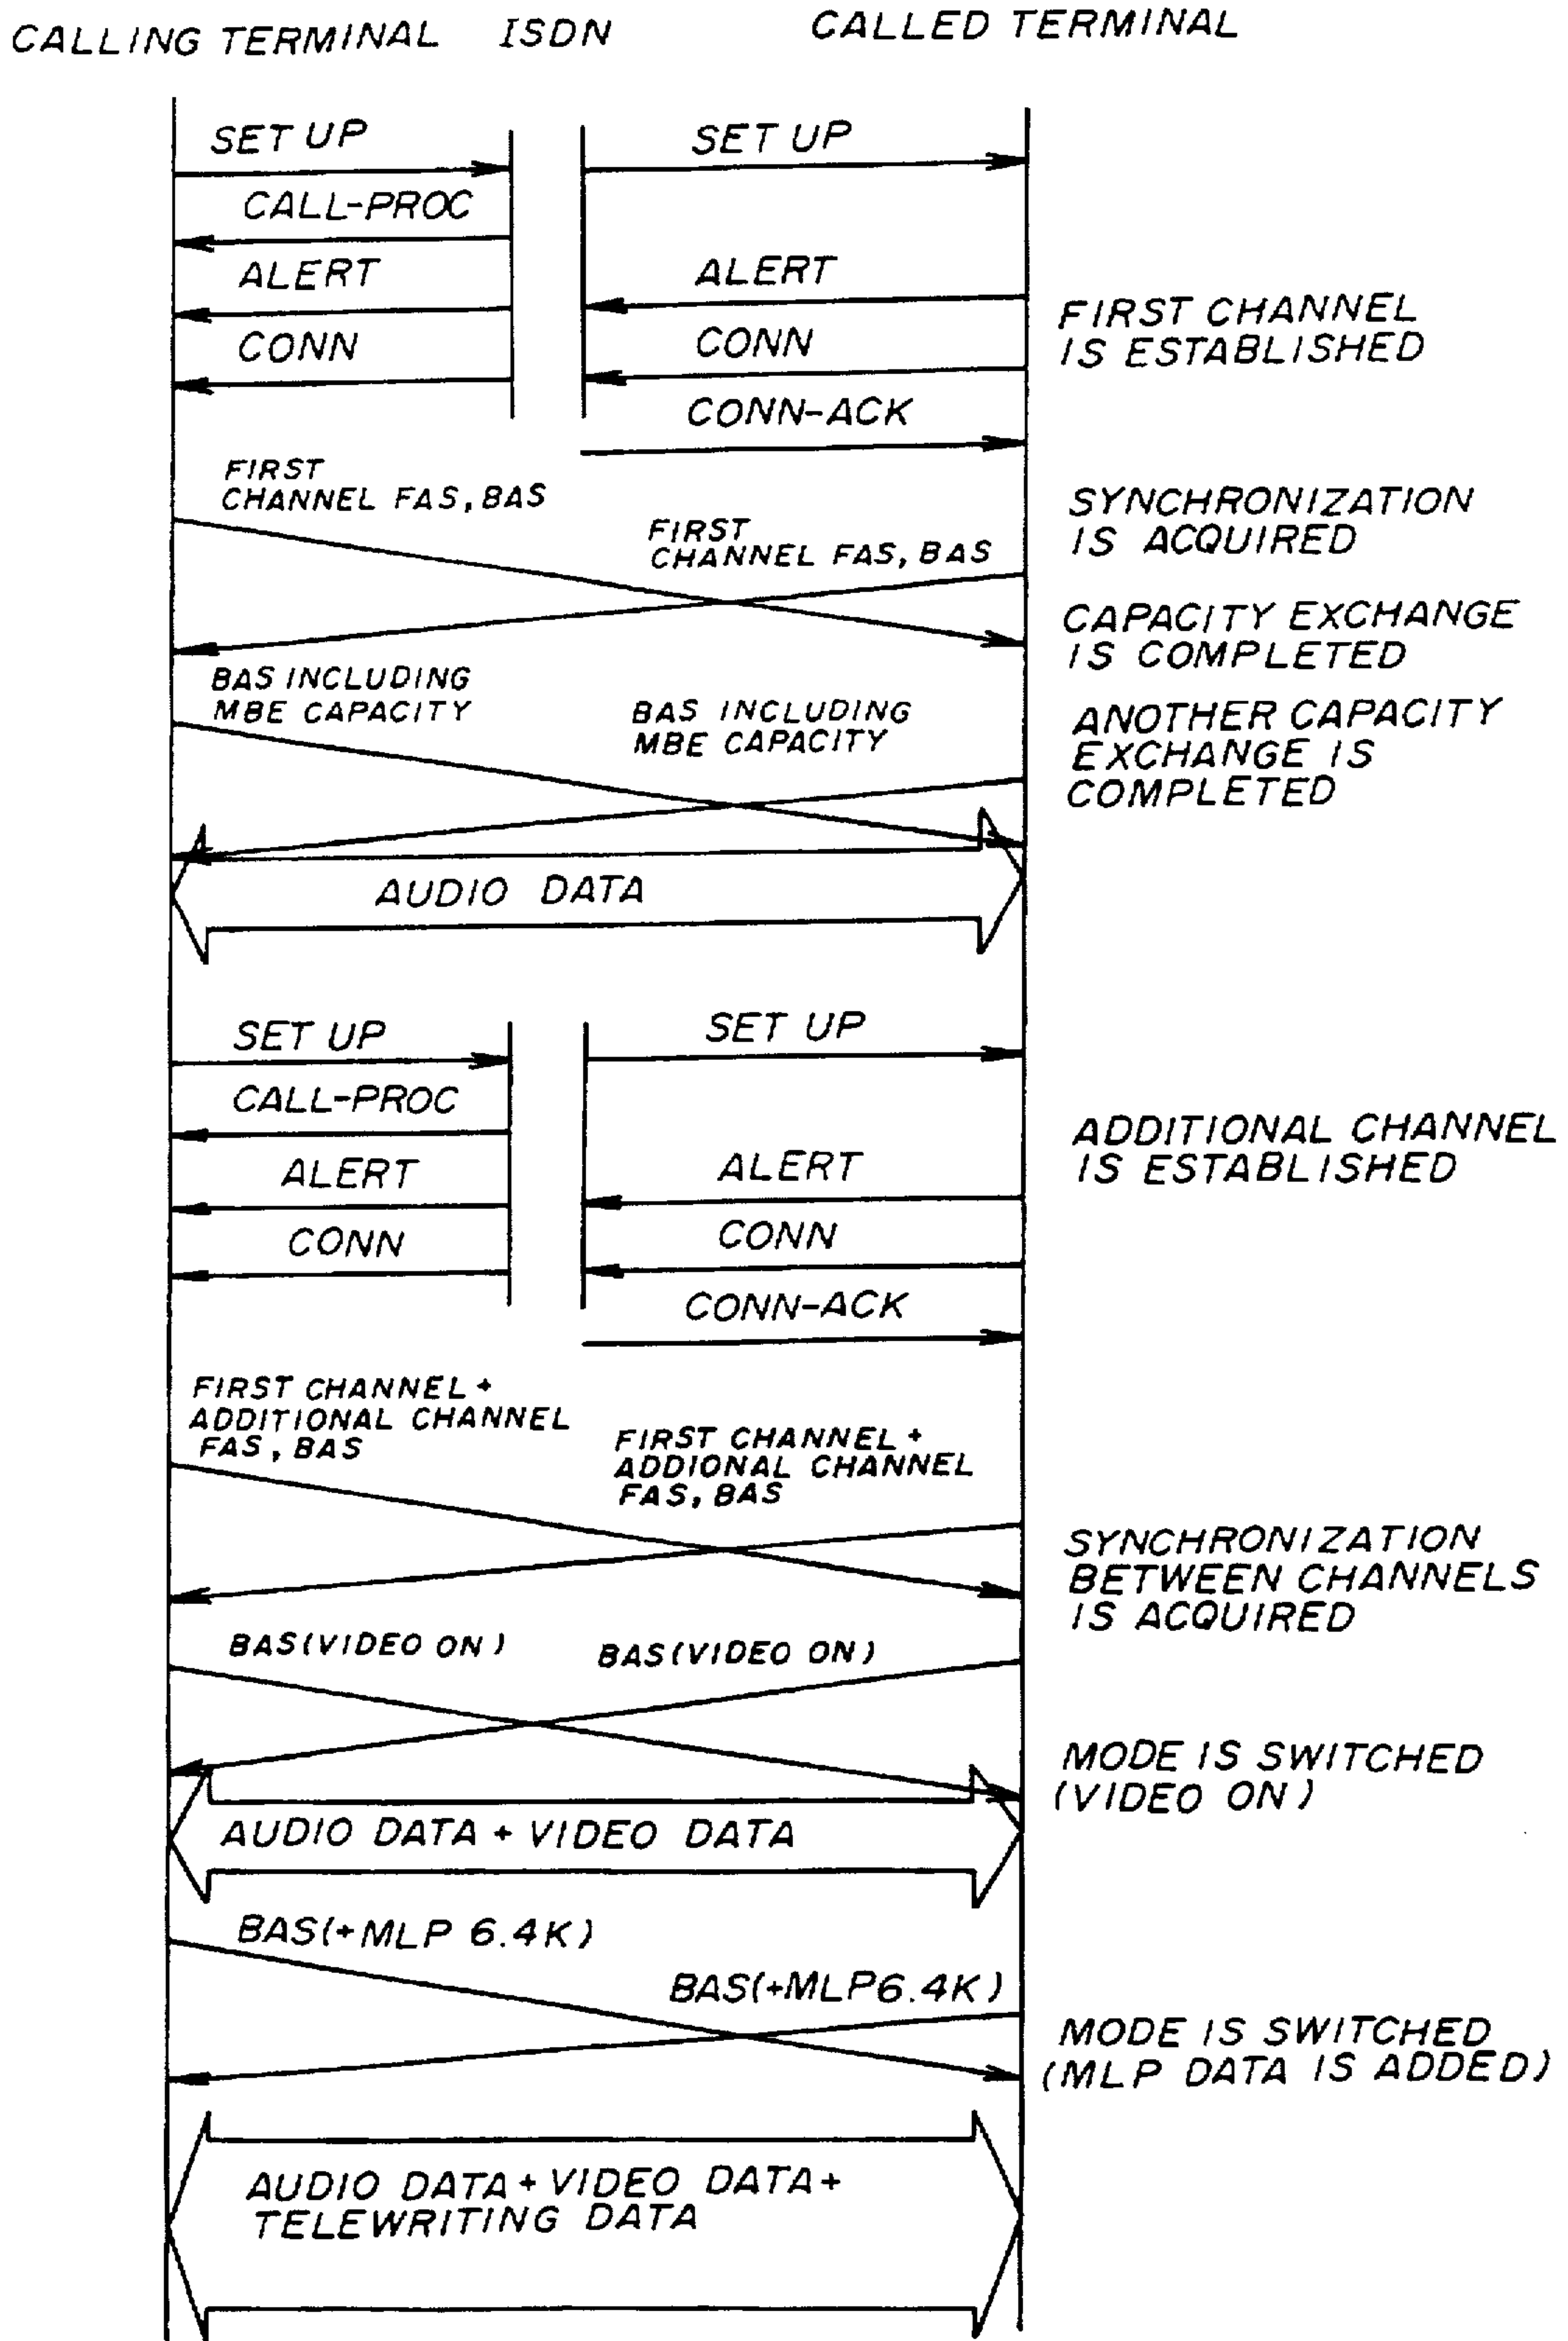 CALLING TERMINAL ISDN CALLED TERMINAL
SET UP
SET UP
CALL-PROC
ALERT
ALERT
FIRST CHANNEL
IS ESTABLISHED
CONN
CONN
CONN-ACK
FIRST
CHANNEL FAS, BAS
FIRST
CHANNEL FAS, BAS
SYNCHRONIZATION
IS ACQUIRED
CAPACITY EXCHANGE
IS COMPLETED
BAS INCLUDING
MBE CAPACITY
BAS INCLUDING
MBE CAPACITY
ANOTHER CAPACITY
EXCHANGE IS
COMPLETED
AUDIO DATA
SET UP
SET UP
CALL-PROC
ADDITIONAL CHANNEL
IS ESTABLISHED
ALERT
ALERT
CONN
CONN
CONN-ACK
FIRST CHANNEL +
ADDITIONAL CHANNEL
FAS, BAS
FIRST CHANNEL +
ADDIONAL CHANNEL
FAS, BAS
SYNCHRONIZATION
BETWEEN CHANNELS
IS ACQUIRED
BAS(VIDEO ON)
BAS(VIDEO ON)
MODE IS SWITCHED
(VIDEO ON)
AUDIO DATA + VIDEO DATA
BAS(+MLP 6.4K)
BAS(+MLP6.4K)
MODE IS SWITCHED
(MLP DATA IS ADDED)
AUDIO DATA + VIDEO DATA +
TELEWRITING DATA